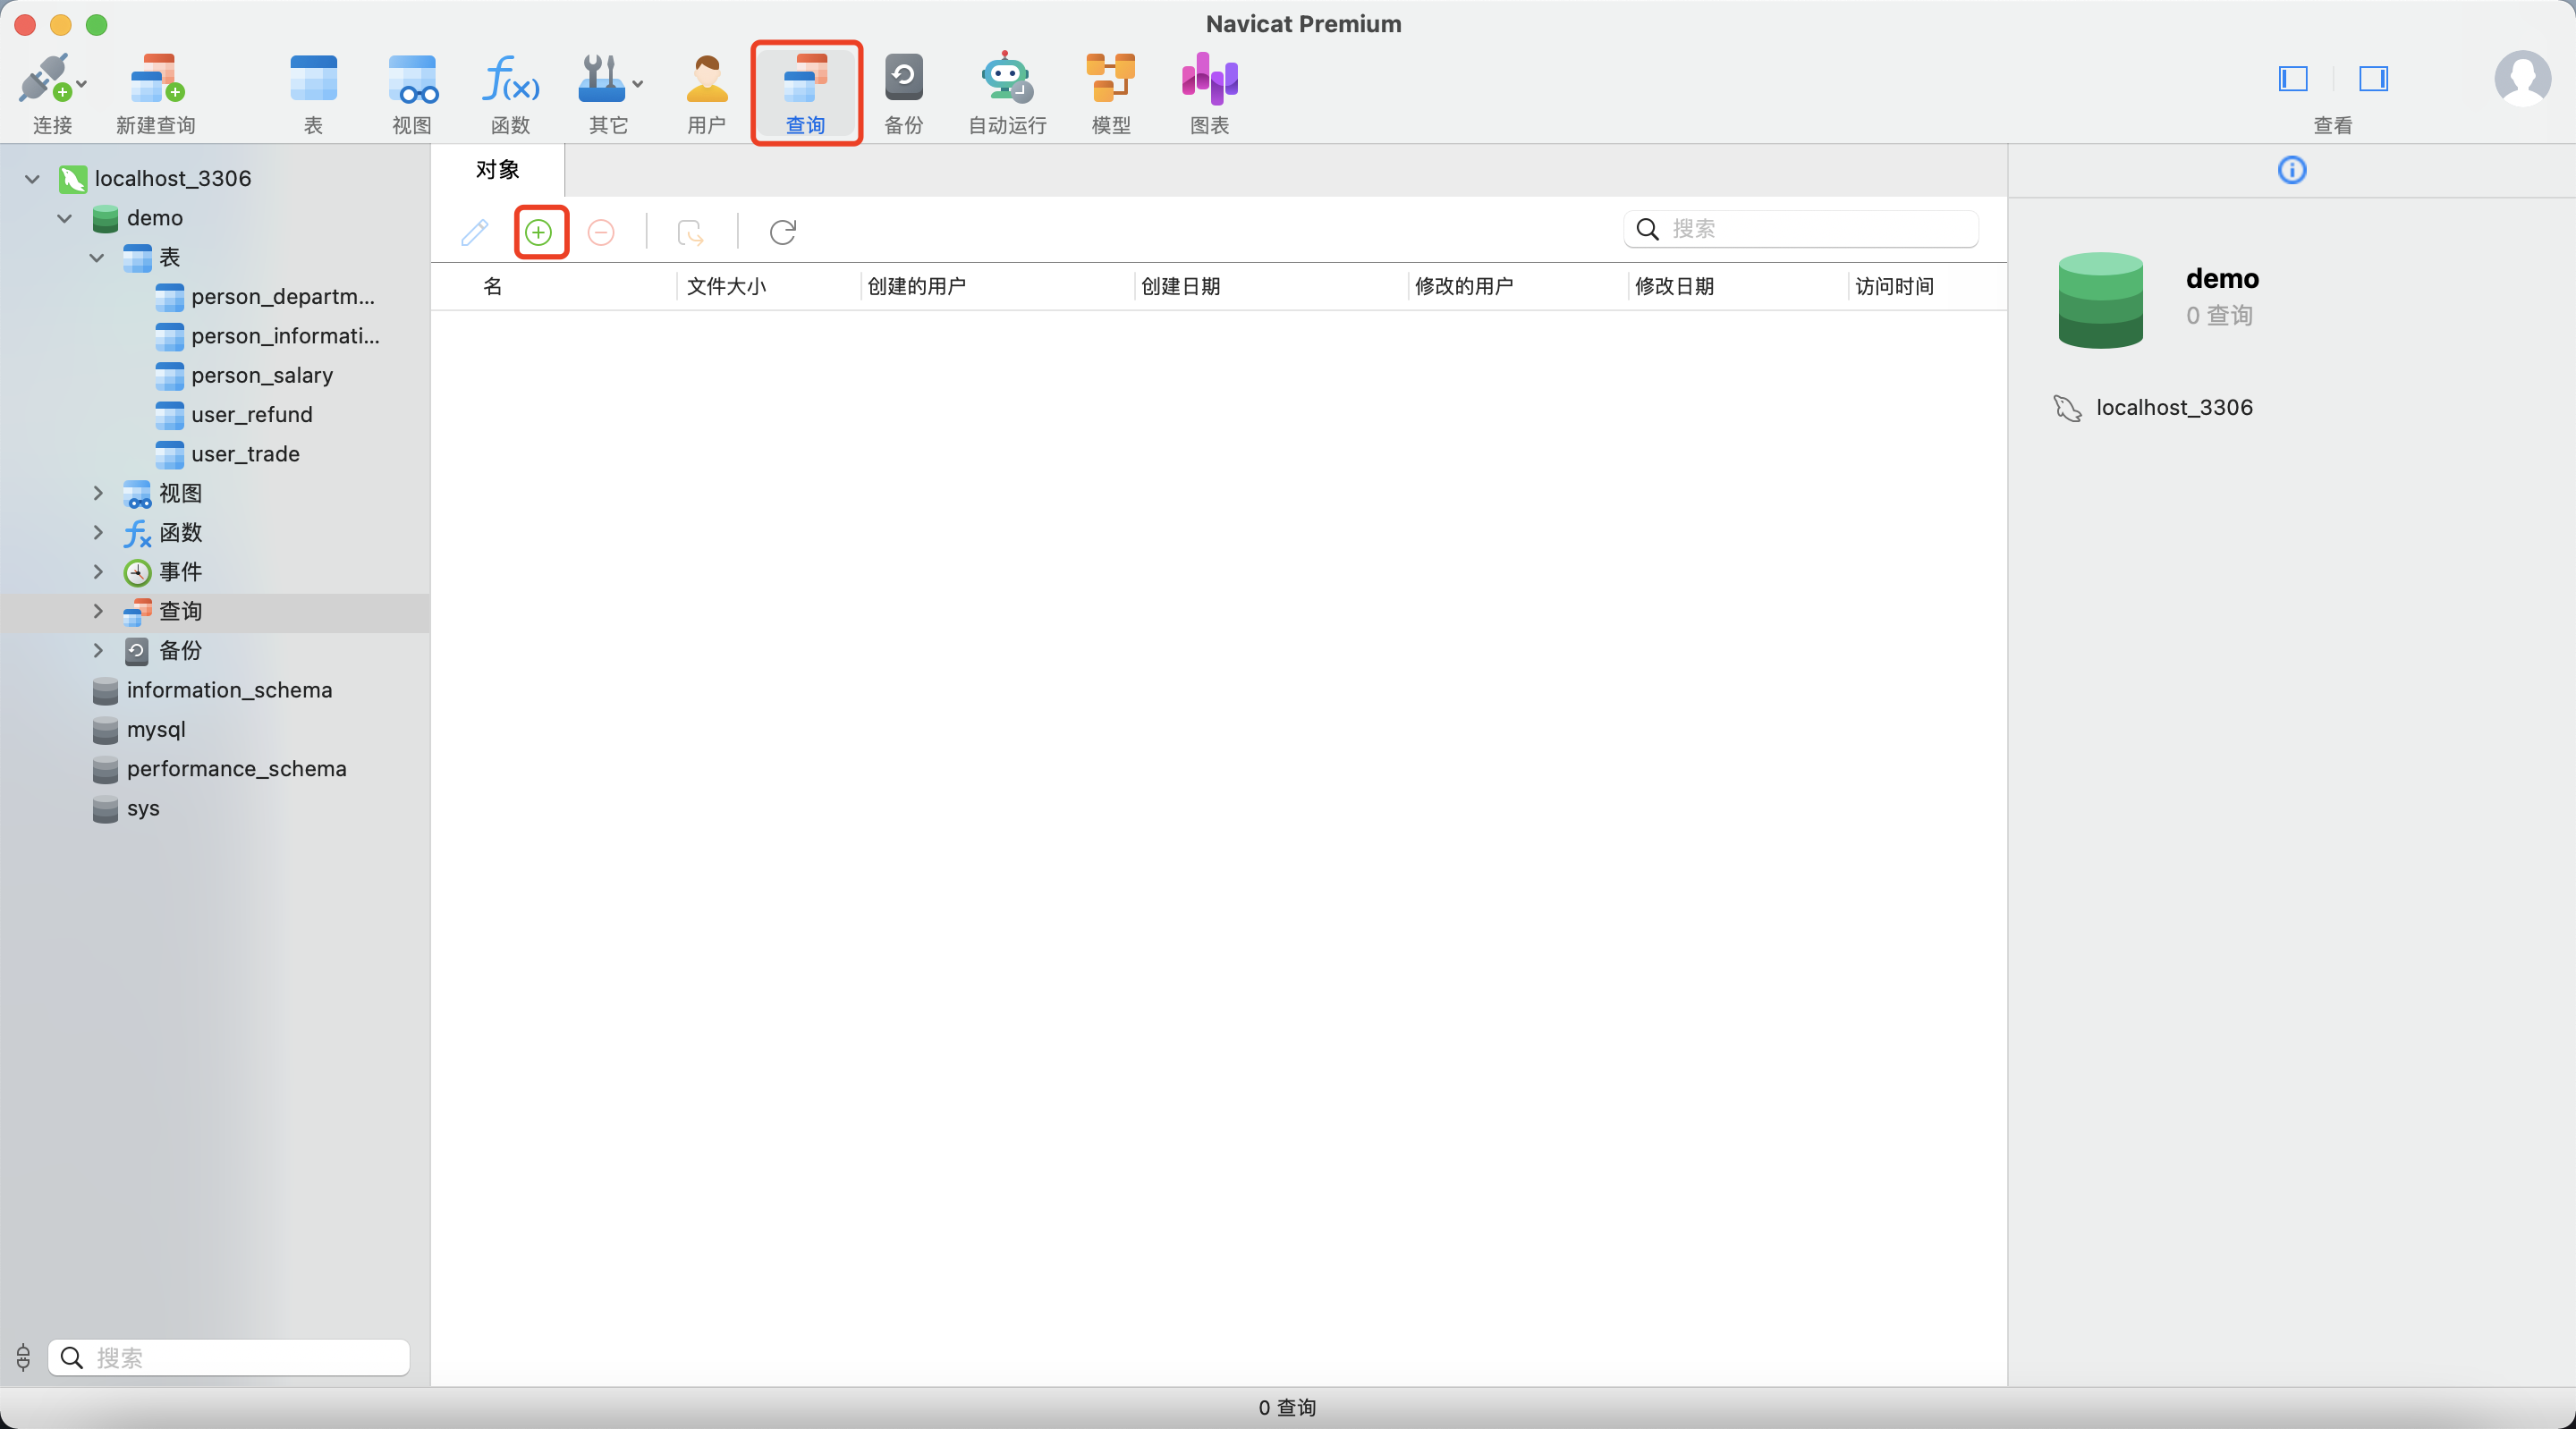 Navicat Premium
连接
新建查询
表
视图
函数
其它
用户
查询
备份
自动运行
模型
图表
查看
localhost_3306
demo
表
person_departm...
person_informati...
person_salary
user_refund
user_trade
视图
函数
事件
查询
备份
information_schema
mysql
performance_schema
sys
搜索
对象
搜索
名 文件大小 创建的用户 创建日期 修改的用户 修改日期 访问时间
demo
0 查询
localhost_3306
0 查询